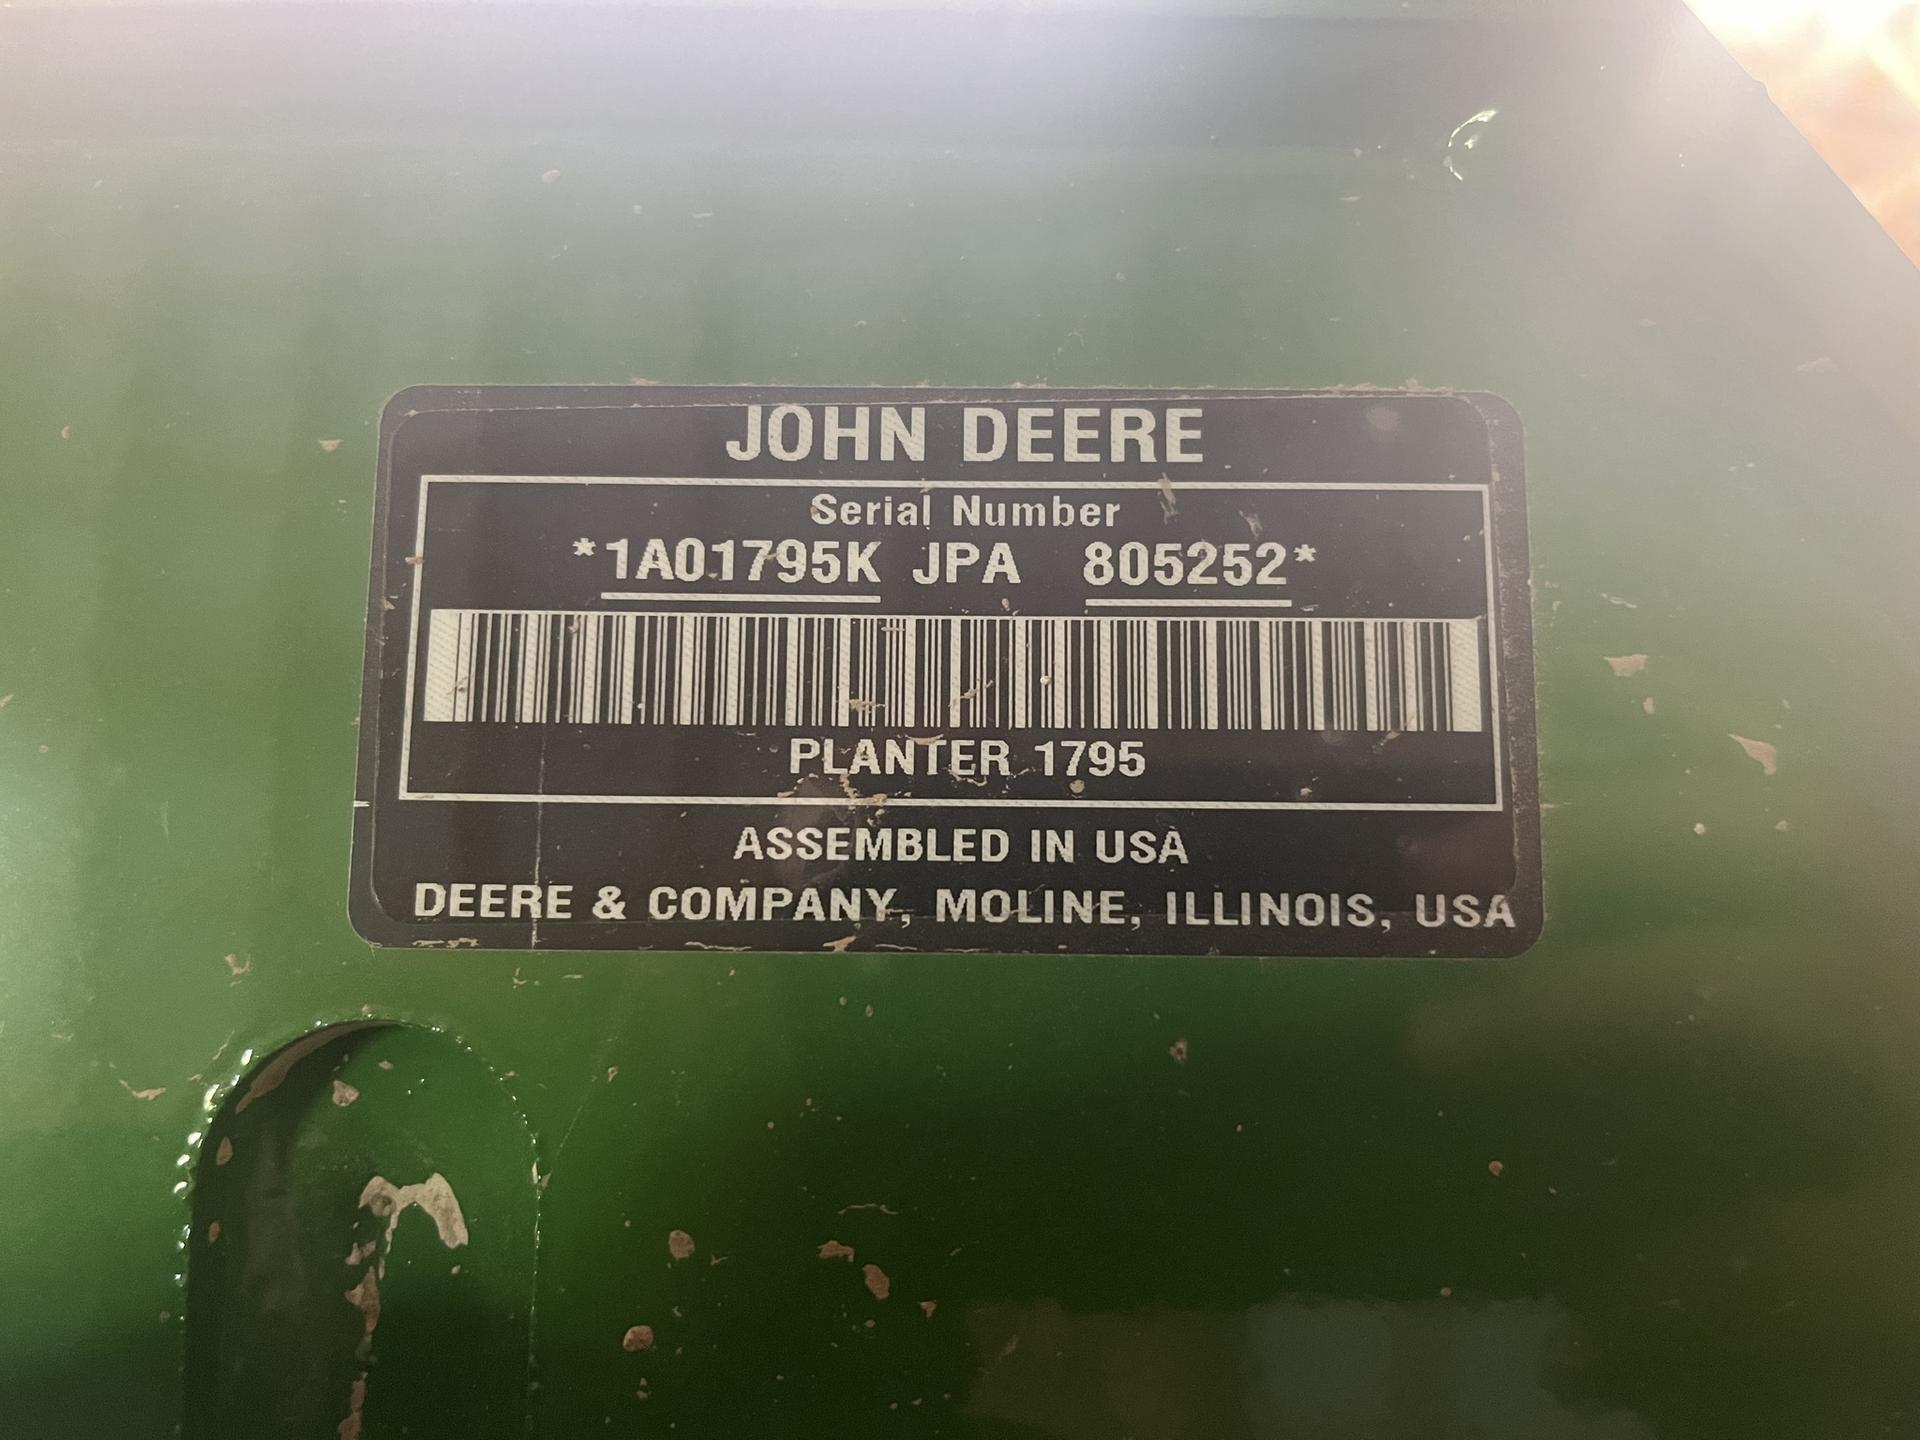 JOHN DEERE
Serial Number
*1A01795K JPA 805252*
PLANTER 1795
ASSEMBLED IN USA
DEERE & COMPANY, MOLINE, ILLINOIS, USA